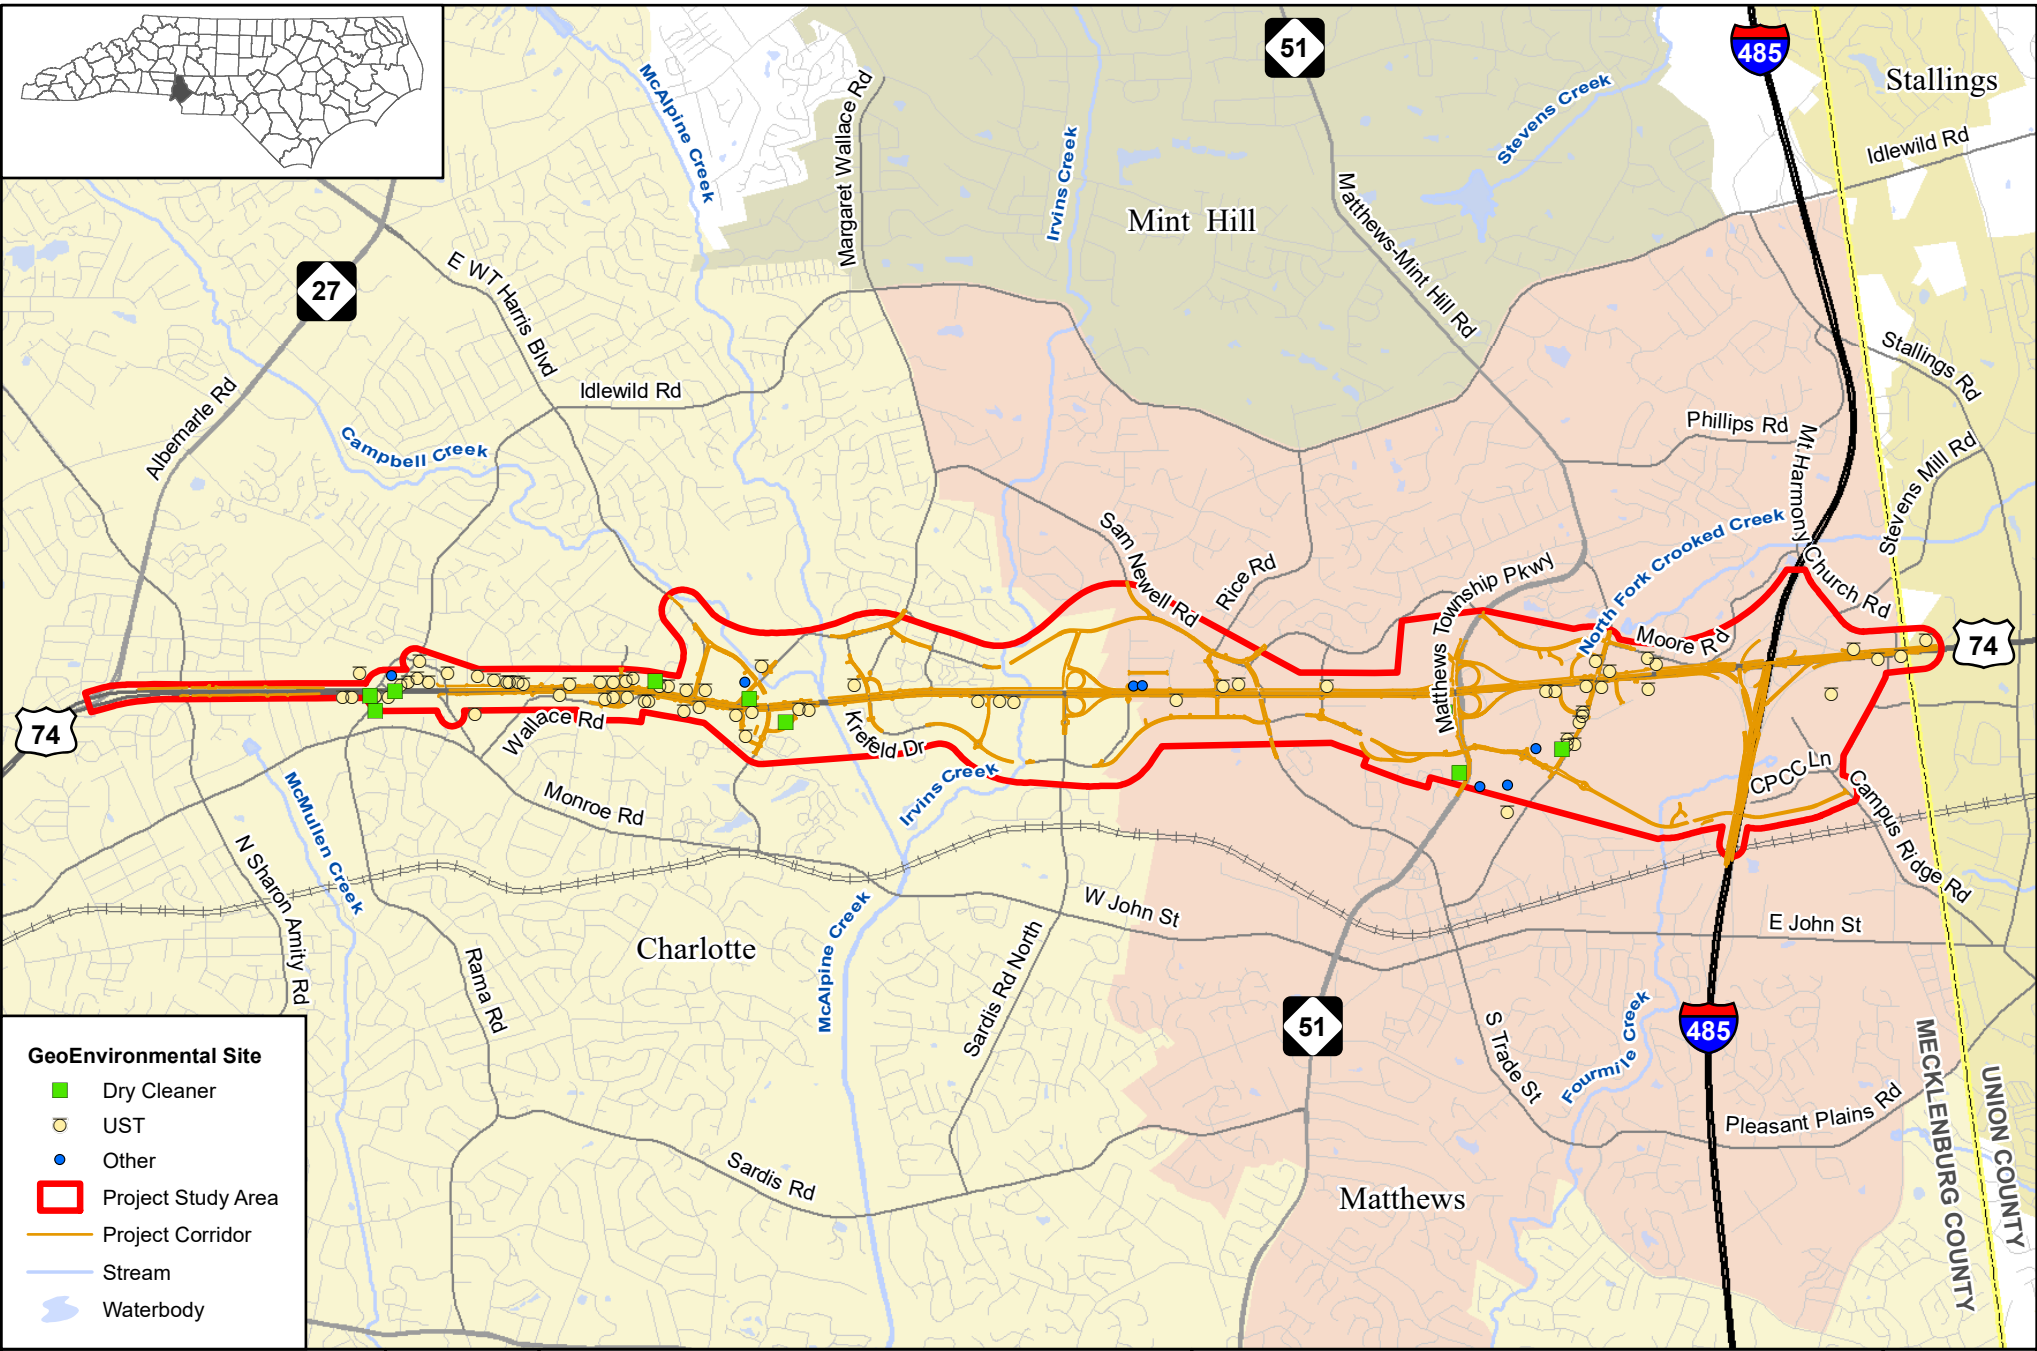 51
485
Stallings
Idlewild Rd
McAlpine Creek
Margaret Wallace Rd
Irvins Creek
Stevens Creek
Mint Hill
Matthews-Mint Hill Rd
27
E WT Harris Blvd
Idlewild Rd
Albemarle Rd
Campbell Creek
Stallings Rd
Phillips Rd
Mt Harmony Church Rd
Stevens Mill Rd
Sam Newell Rd
Rice Rd
Matthews Township Pkwy
North Fork Crooked Creek
Moore Rd
74
74
Wallace Rd
Krefeld Dr
Irvins Creek
CPCC Ln
Campus Ridge Rd
McMullen Creek
Monroe Rd
N Sharon Amity Rd
Rama Rd
Charlotte
McAlpine Creek
Sardis Rd North
W John St
E John St
51
485
S Trade St
Fourmile Creek
Pleasant Plains Rd
MECKLENBURG COUNTY
UNION COUNTY
Sardis Rd
Matthews
GeoEnvironmental Site
Dry Cleaner
UST
Other
Project Study Area
Project Corridor
Stream
Waterbody